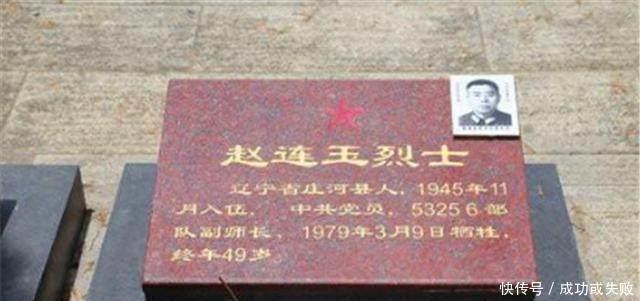 赵连玉烈士
辽宁省庄河县人，1945年11
月入伍，中共党员，53256部
队副师长，1979年3月9日牺牲，
终年49岁
快传号／成功或失败